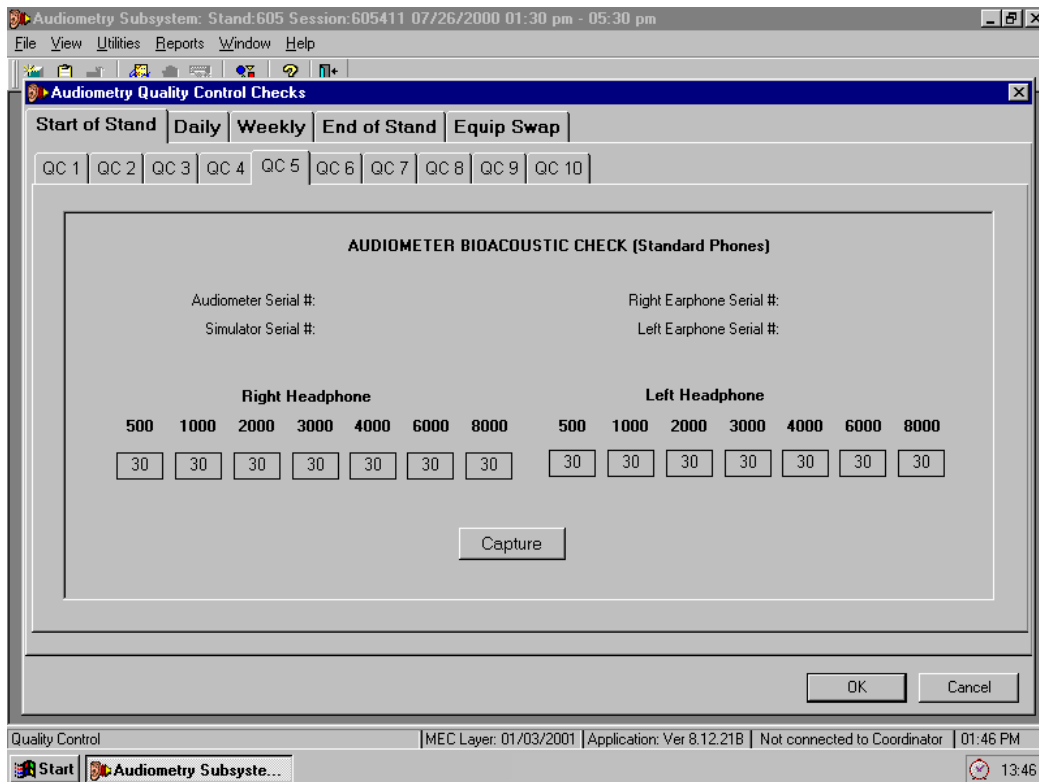 Audiometry Subsystem: Stand:605 Session:605411 07/26/2000 01:30 pm - 05:30 pm
File View Utilities Reports Window Help
Audiometry Quality Control Checks
Start of Stand Daily Weekly End of Stand Equip Swap
QC 1 QC 2 QC 3 QC 4 QC 5 QC 6 QC 7 QC 8 QC 9 QC 10
AUDIOMETER BIOACOUSTIC CHECK (Standard Phones)
Audiometer Serial #: Right Earphone Serial #:
Simulator Serial #: Left Earphone Serial #:
Right Headphone Left Headphone
500 1000 2000 3000 4000 6000 8000 500 1000 2000 3000 4000 6000 8000
30 30 30 30 30 30 30 30 30 30 30 30 30 30
Capture
OK Cancel
Quality Control MEC Layer: 01/03/2001 Application: Ver 8.12.21B Not connected to Coordinator 01:46 PM
Start Audiometry Subsyste... 13:46